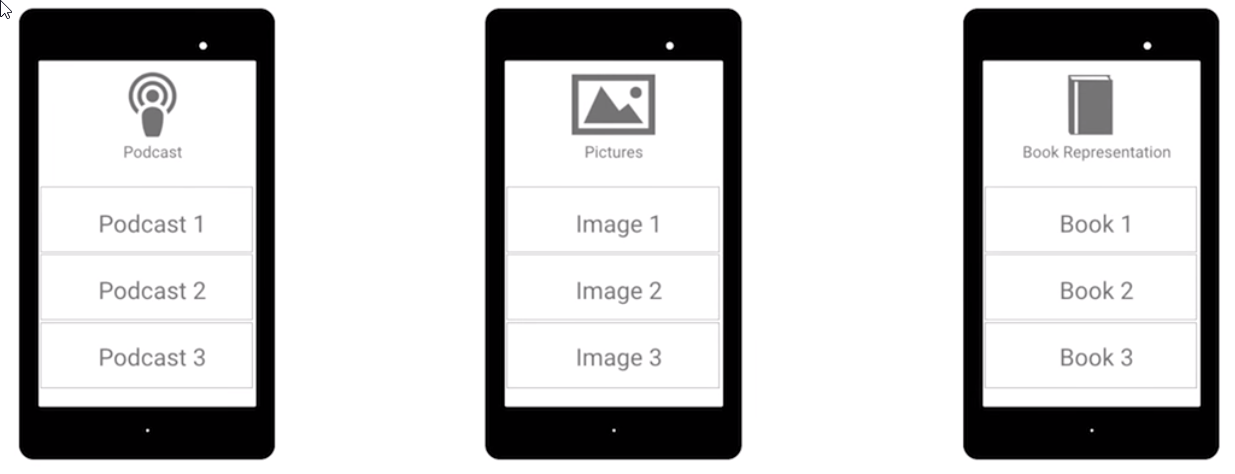 Podcast
Podcast 1
Podcast 2
Podcast 3
Pictures
Image 1
Image 2
Image 3
Book Representation
Book 1
Book 2
Book 3